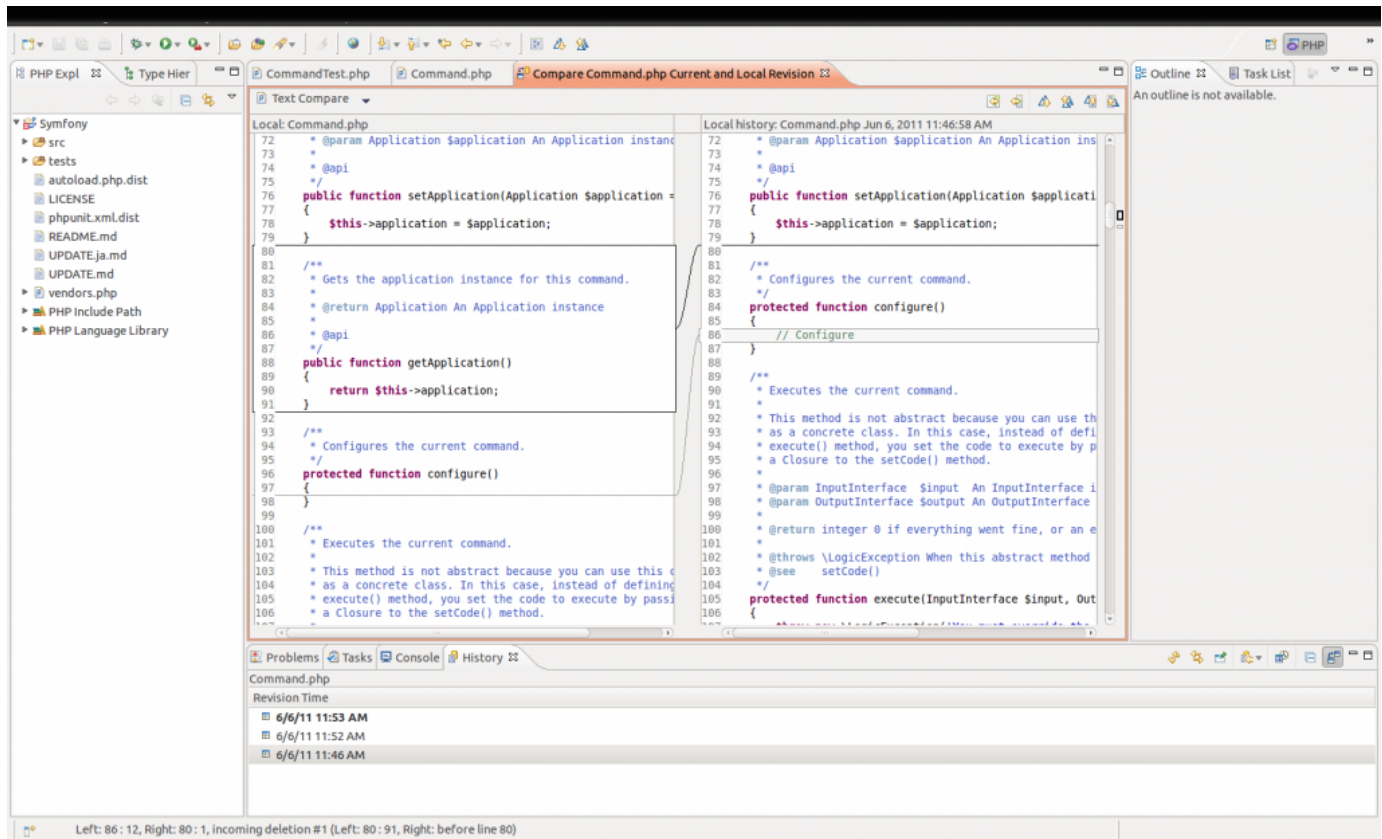 PHP
PHP Expl
Type Hier
CommandTest.php
Command.php
Compare Command.php Current and Local Revision
Outline
Task List
Text Compare
An outline is not available.
Symfony
src
tests
autoload.php.dist
LICENSE
phpunit.xml.dist
README.md
UPDATE.ja.md
UPDATE.md
vendors.php
PHP Include Path
PHP Language Library
Local: Command.php
72 * @param Application $application An Application instanc
73 *
74 * @api
75 */
76 public function setApplication(Application $application =
77 {
78 $this->application = $application;
79 }
80
81 /**
82 * Gets the application instance for this command.
83 *
84 * @return Application An Application instance
85 *
86 * @api
87 */
88 public function getApplication()
89 {
90 return $this->application;
91 }
92
93 /**
94 * Configures the current command.
95 */
96 protected function configure()
97 {
98 }
99
100 /**
101 * Executes the current command.
102 *
103 * This method is not abstract because you can use this c
104 * as a concrete class. In this case, instead of defining
105 * execute() method, you set the code to execute by passi
106 * a Closure to the setCode() method.
Local history: Command.php Jun 6, 2011 11:46:58 AM
72 * @param Application $application An Application ins
73 *
74 * @api
75 */
76 public function setApplication(Application $applicati
77 {
78 $this->application = $application;
79 }
80
81 /**
82 * Configures the current command.
83 */
84 protected function configure()
85 {
86 // Configure
87 }
88
89 /**
90 * Executes the current command.
91 *
92 * This method is not abstract because you can use th
93 * as a concrete class. In this case, instead of defi
94 * execute() method, you set the code to execute by p
95 * a Closure to the setCode() method.
96 *
97 * @param InputInterface $input An InputInterface i
98 * @param OutputInterface $output An OutputInterface
99 *
100 * @return integer 0 if everything went fine, or an e
101 *
102 * @throws \LogicException When this abstract method
103 * @see setCode()
104 */
105 protected function execute(InputInterface $input, Out
106 {
Problems
Tasks
Console
History
Command.php
Revision Time
6/6/11 11:53 AM
6/6/11 11:52 AM
6/6/11 11:46 AM
Left: 86 : 12, Right: 80 : 1, incoming deletion #1 (Left: 80 : 91, Right: before line 80)